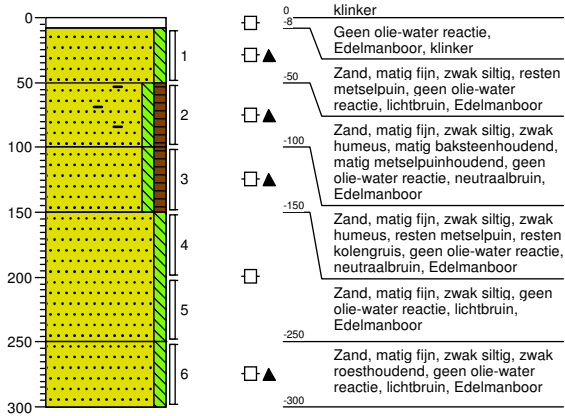 0
50
100
150
200
250
300
1
2
3
4
5
6
0
-8
-50
-100
-150
-250
-300
klinker
Geen olie-water reactie,
Edelmanboor, klinker
Zand, matig fijn, zwak siltig, resten
metselpuin, geen olie-water
reactie, lichtbruin, Edelmanboor
Zand, matig fijn, zwak siltig, zwak
humeus, matig baksteenhoudend,
matig metselpuinhoudend, geen
olie-water reactie, neutraalbruin,
Edelmanboor
Zand, matig fijn, zwak siltig, zwak
humeus, resten metselpuin, resten
kolengruis, geen olie-water reactie,
neutraalbruin, Edelmanboor
Zand, matig fijn, zwak siltig, geen
olie-water reactie, lichtbruin,
Edelmanboor
Zand, matig fijn, zwak siltig, zwak
roesthoudend, geen olie-water
reactie, lichtbruin, Edelmanboor